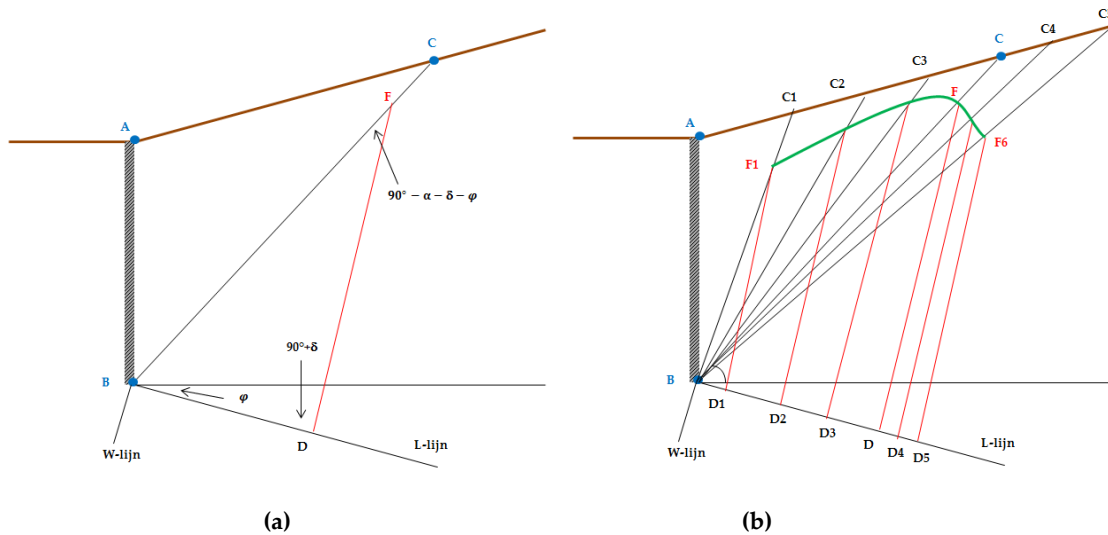 A
C
F
90° − α − δ − φ
90°+δ
B
φ
D
L-lijn
W-lijn
(a)
C4
C
C3
C2
C1
A
F
F1
F6
B
D1
D2
D3
D
D4
D5
L-lijn
W-lijn
(b)